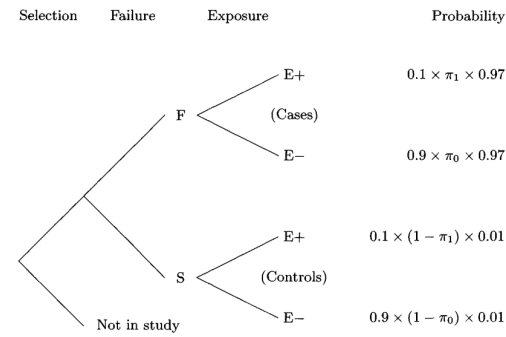 Selection Failure Exposure Probability
E+ 0.1 × π₁ × 0.97
F (Cases)
E− 0.9 × π₀ × 0.97
E+ 0.1 × (1 − π₁) × 0.01
S (Controls)
E− 0.9 × (1 − π₀) × 0.01
Not in study